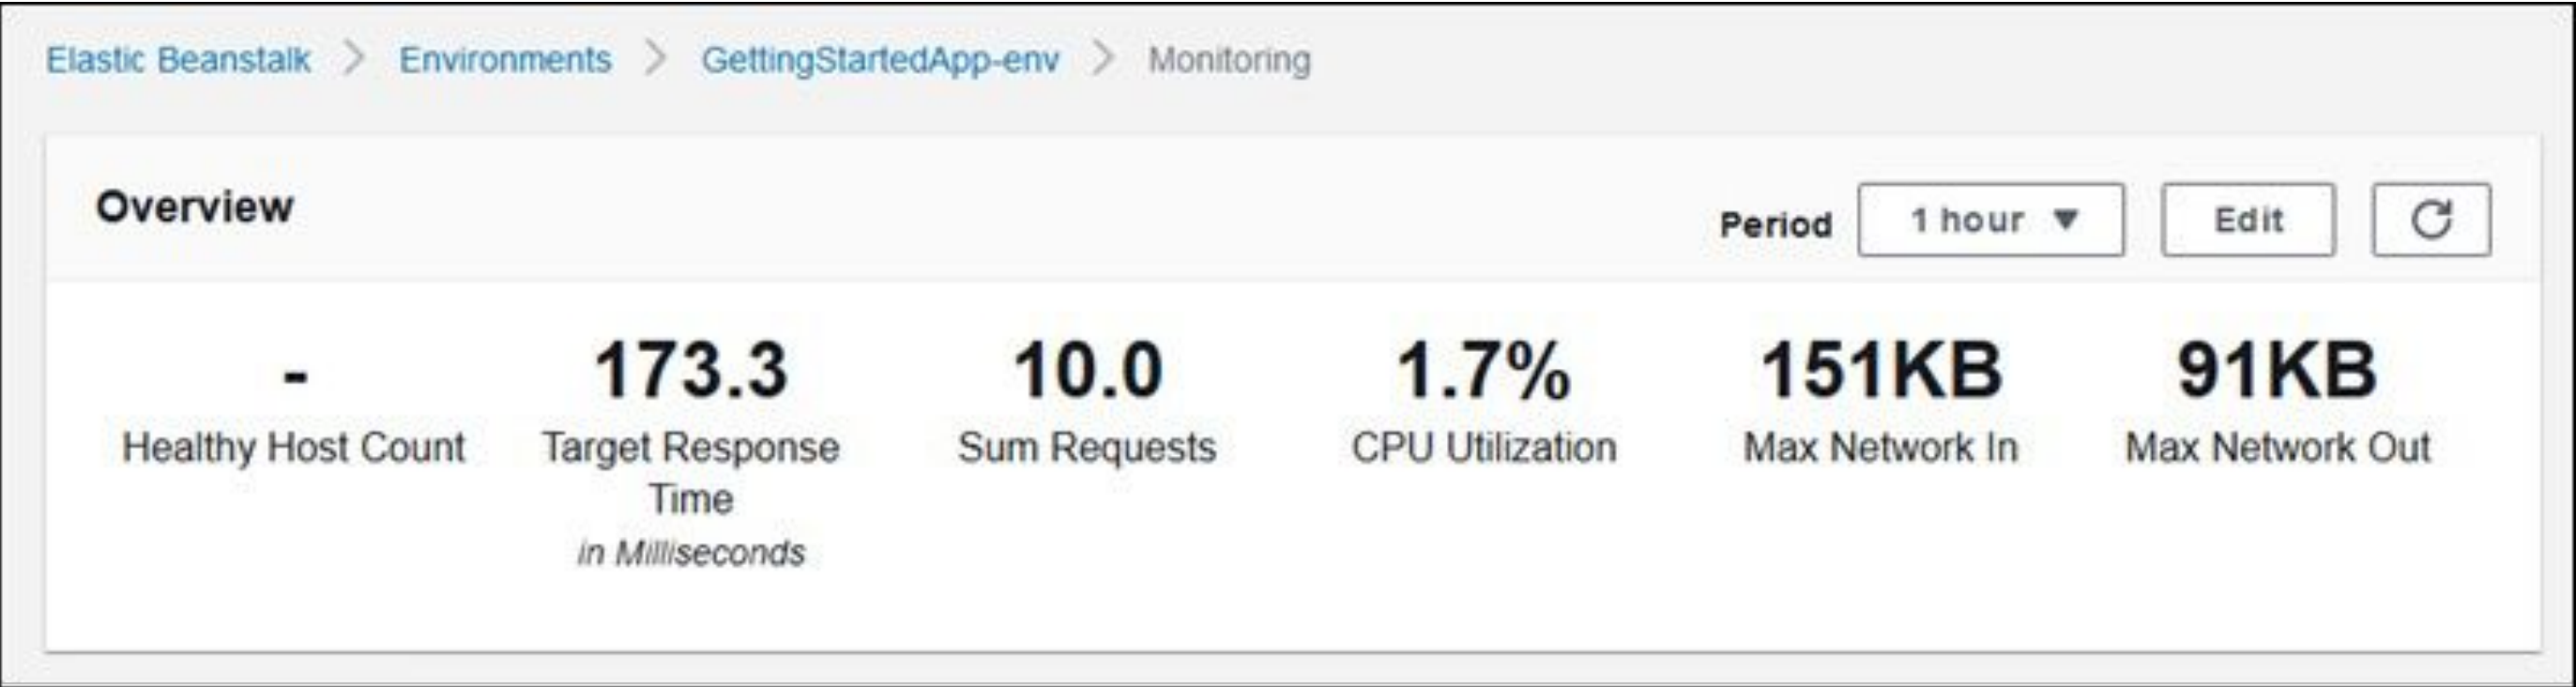 Elastic Beanstalk > Environments > GettingStartedApp-env > Monitoring
Overview
Period 1 hour ▼ Edit
- 173.3 10.0 1.7% 151KB 91KB
Healthy Host Count Target Response Sum Requests CPU Utilization Max Network In Max Network Out
Time
in Milliseconds